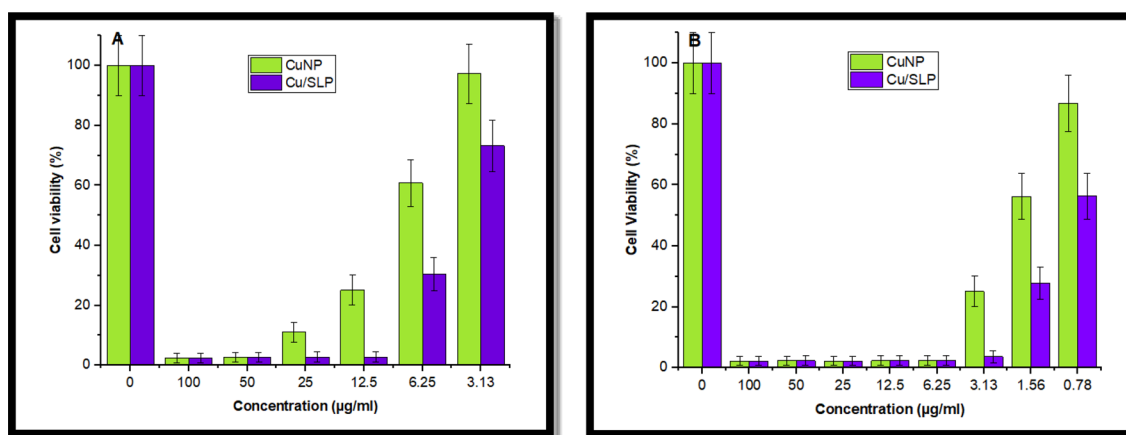 A
CuNP
Cu/SLP
Cell viability (%)
100
80
60
40
20
0
0 100 50 25 12.5 6.25 3.13
Concentration (µg/ml)
B
CuNP
Cu/SLP
Cell Viability (%)
100
80
60
40
20
0
0 100 50 25 12.5 6.25 3.13 1.56 0.78
Concentration (µg/ml)